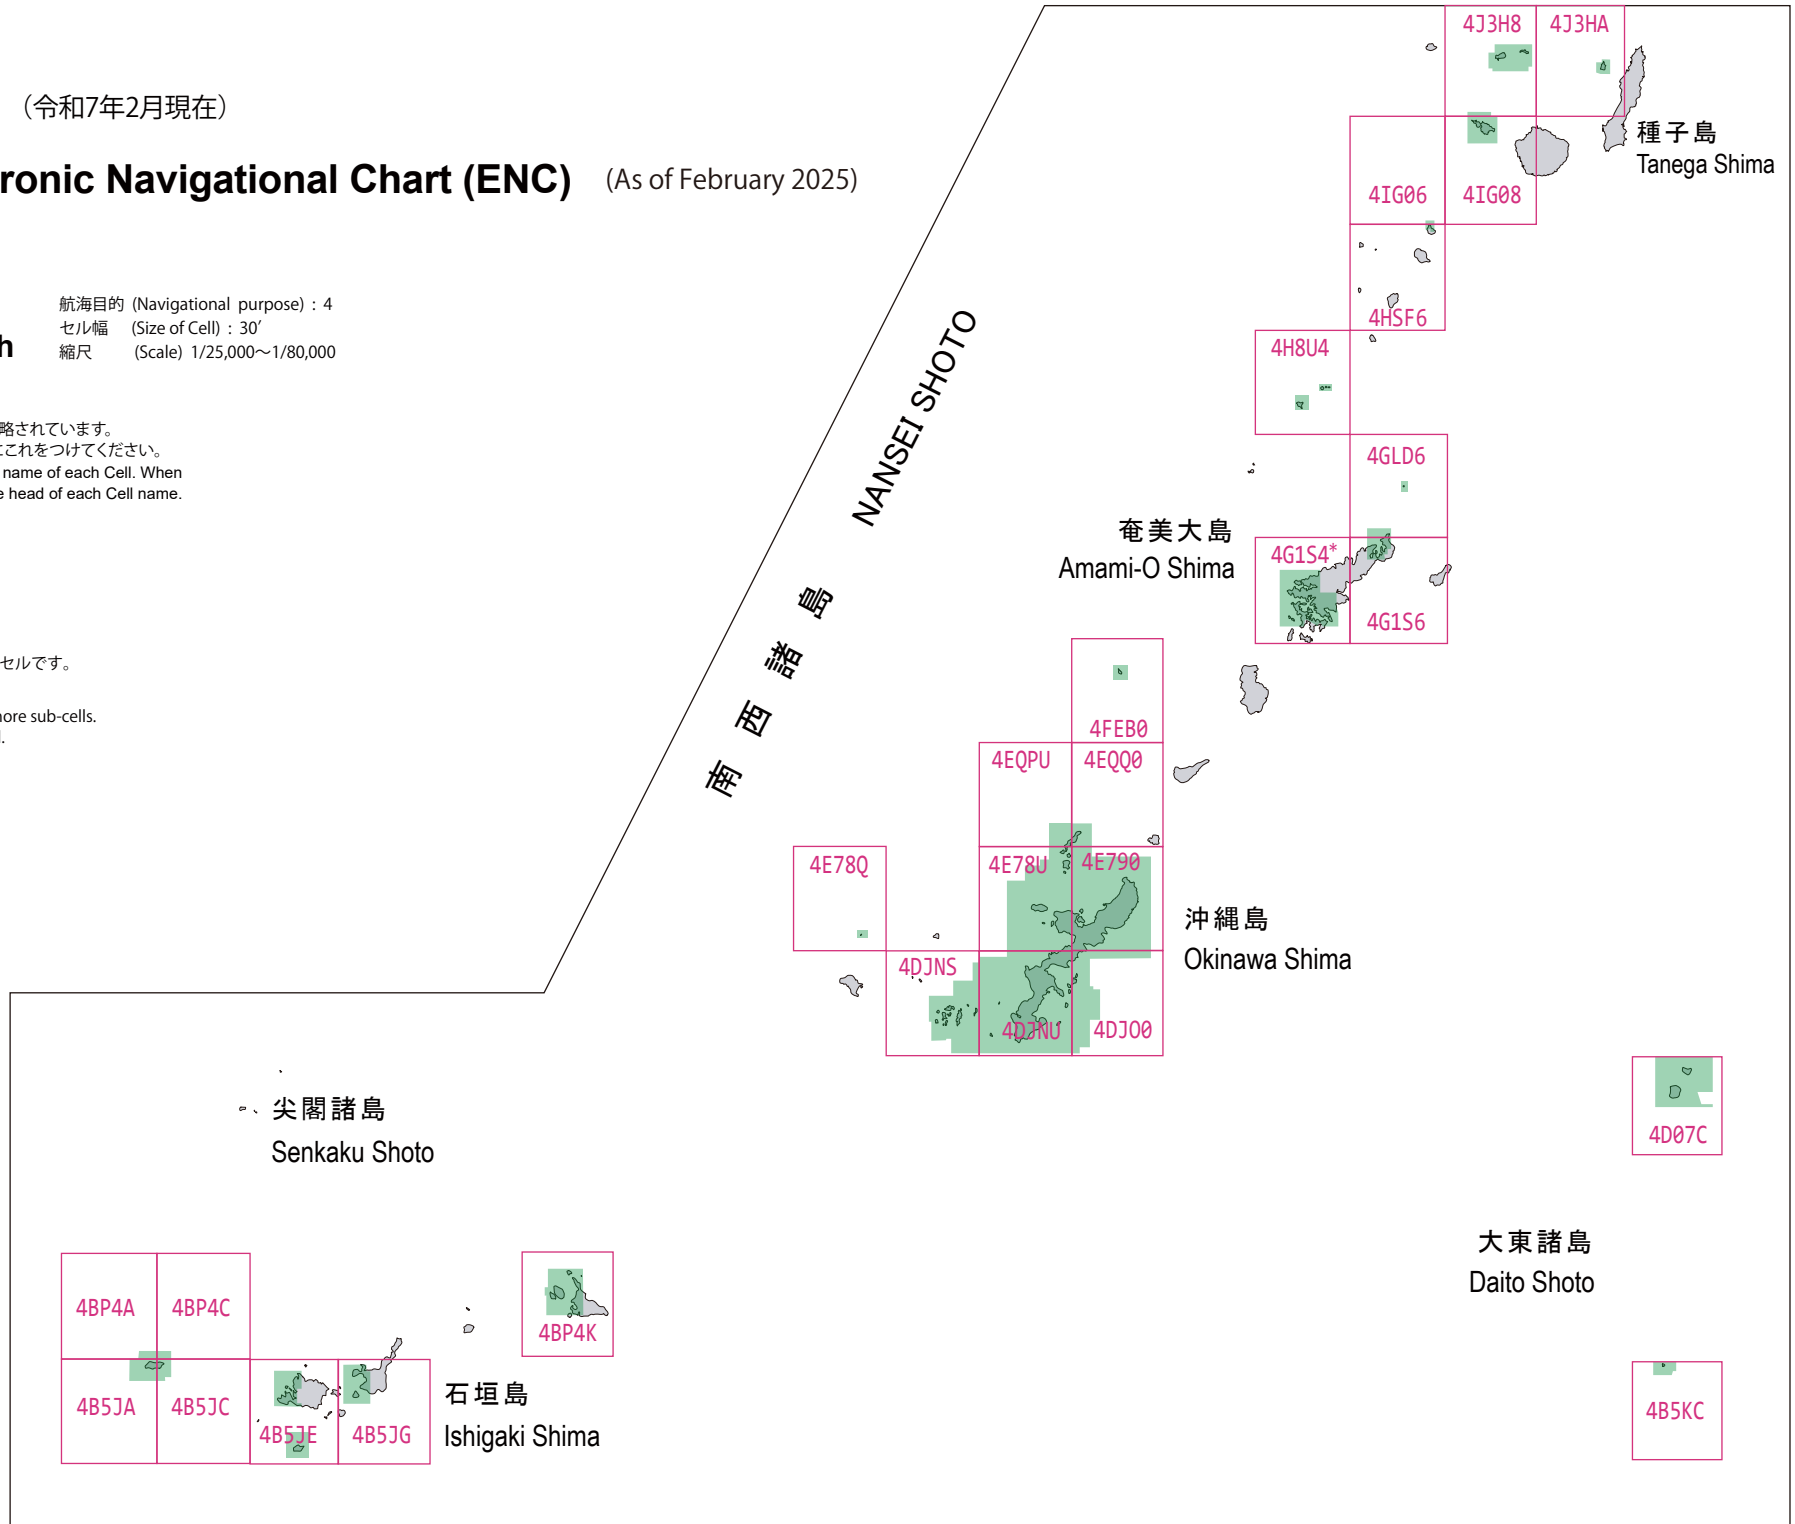 （令和7年2月現在）
ronic Navigational Chart (ENC) (As of February 2025)
航海目的 (Navigational purpose) : 4
セル幅 (Size of Cell) : 30′
h
縮尺 (Scale) 1/25,000～1/80,000
略されています。
これをつけてください。
name of each Cell. When
e head of each Cell name.
セルです。
more sub-cells.
南西諸島 NANSEI SHOTO
4J3H8
4J3HA
種子島
Tanega Shima
4IG06
4IG08
4HSF6
4H8U4
4GLD6
奄美大島
Amami-O Shima
4G1S4*
4G1S6
4FEB0
4EQPU
4EQQ0
4E78Q
4E78U
4E790
沖縄島
Okinawa Shima
4DJNS
4DJNU
4DJO0
尖閣諸島
Senkaku Shoto
4D07C
大東諸島
Daito Shoto
4BP4A
4BP4C
4BP4K
4B5JA
4B5JC
4B5JE
4B5JG
石垣島
Ishigaki Shima
4B5KC